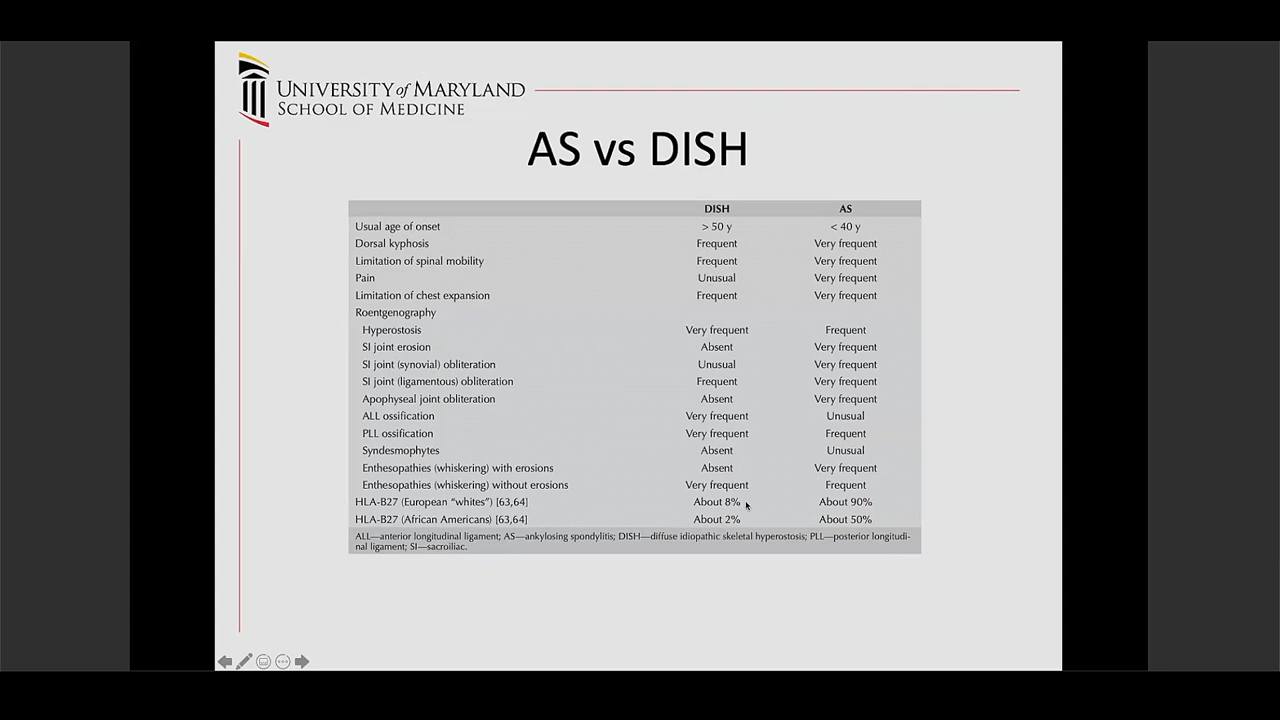 UNIVERSITY of MARYLAND
SCHOOL OF MEDICINE
AS vs DISH
DISH AS
Usual age of onset > 50 y < 40 y
Dorsal kyphosis Frequent Very frequent
Limitation of spinal mobility Frequent Very frequent
Pain Unusual Very frequent
Limitation of chest expansion Frequent Very frequent
Roentgenography
Hyperostosis Very frequent Frequent
SI joint erosion Absent Very frequent
SI joint (synovial) obliteration Unusual Very frequent
SI joint (ligamentous) obliteration Frequent Very frequent
Apophyseal joint obliteration Absent Very frequent
ALL ossification Very frequent Unusual
PLL ossification Very frequent Frequent
Syndesmophytes Absent Unusual
Enthesopathies (whiskering) with erosions Absent Very frequent
Enthesopathies (whiskering) without erosions Very frequent Frequent
HLA-B27 (European “whites”) [63,64] About 8% About 90%
HLA-B27 (African Americans) [63,64] About 2% About 50%
ALL—anterior longitudinal ligament; AS—ankylosing spondylitis; DISH—diffuse idiopathic skeletal hyperostosis; PLL—posterior longitudi-
nal ligament; SI—sacroiliac.